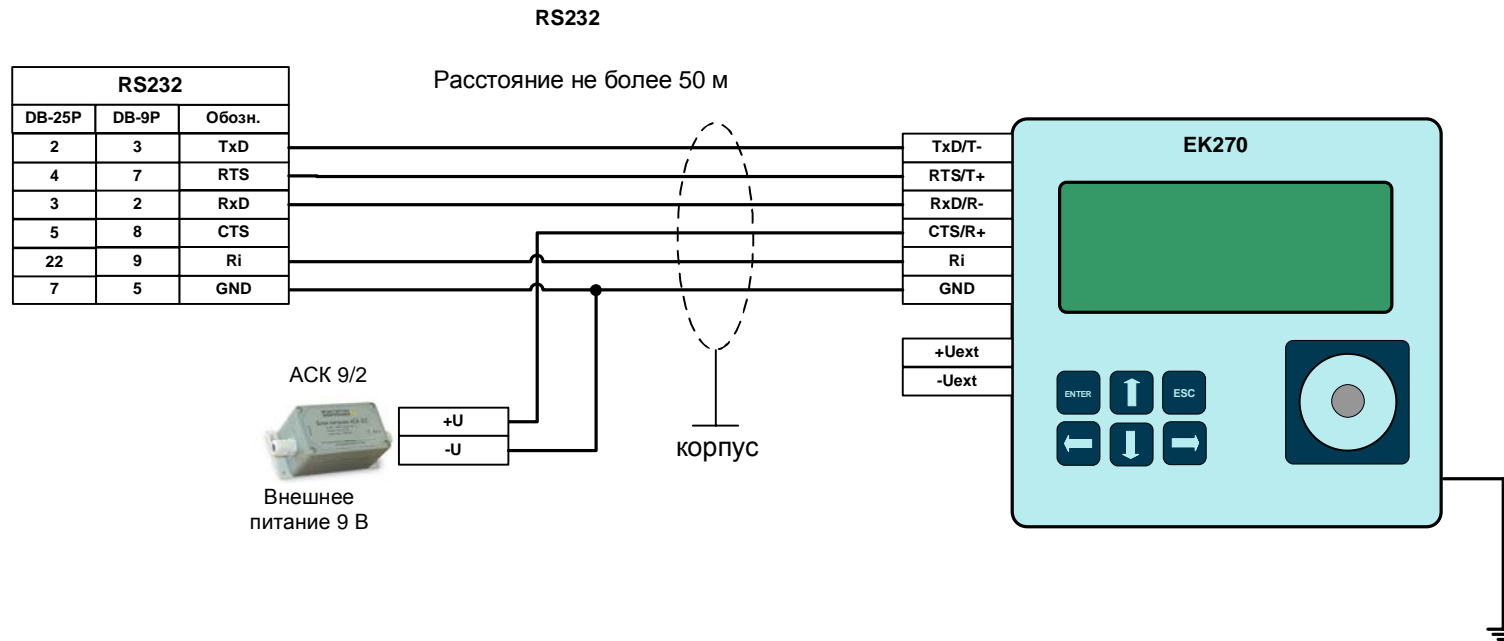 RS232
Расстояние не более 50 м
RS232
DB-25P DB-9P Обозн.
2 3 TxD
4 7 RTS
3 2 RxD
5 8 CTS
22 9 Ri
7 5 GND
TxD/T-
RTS/T+
RxD/R-
CTS/R+
Ri
GND
+Uext
-Uext
EK270
ENTER
ESC
АСК 9/2
+U
-U
Внешнее
питание 9 В
корпус